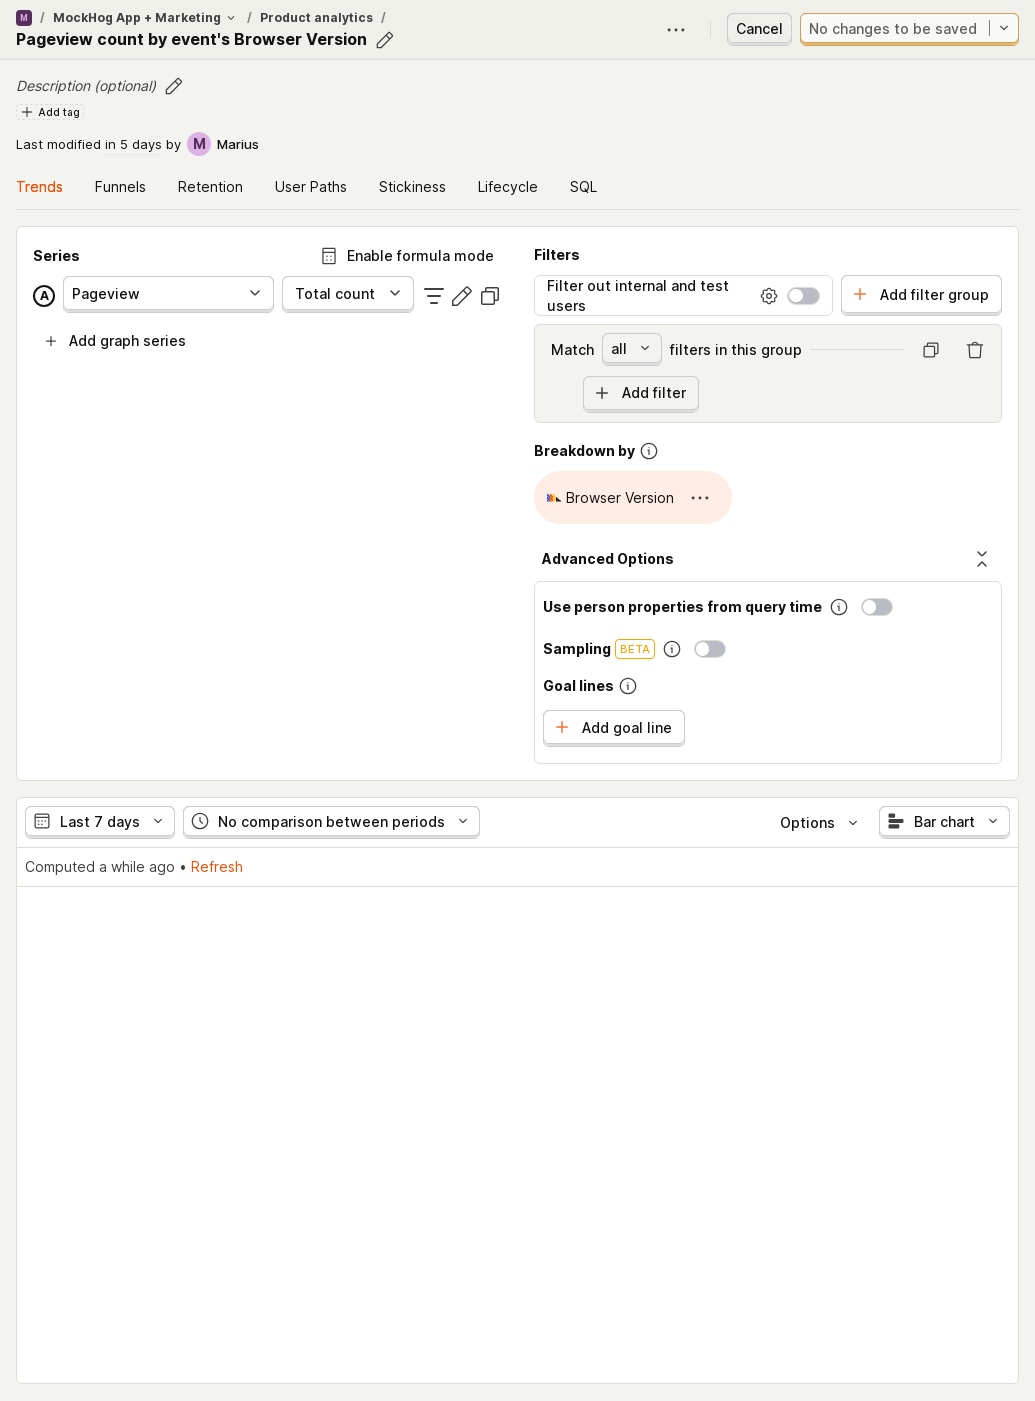 M / MockHog App + Marketing / Product analytics /
Pageview count by event's Browser Version
Cancel
No changes to be saved
Description (optional)
Add tag
Last modified in 5 days by M Marius
Trends Funnels Retention User Paths Stickiness Lifecycle SQL
Series
Enable formula mode
A Pageview Total count
Add graph series
Filters
Filter out internal and test
users
Add filter group
Match all filters in this group
Add filter
Breakdown by
Browser Version
Advanced Options
Use person properties from query time
Sampling BETA
Goal lines
Add goal line
Last 7 days No comparison between periods Options Bar chart
Computed a while ago • Refresh